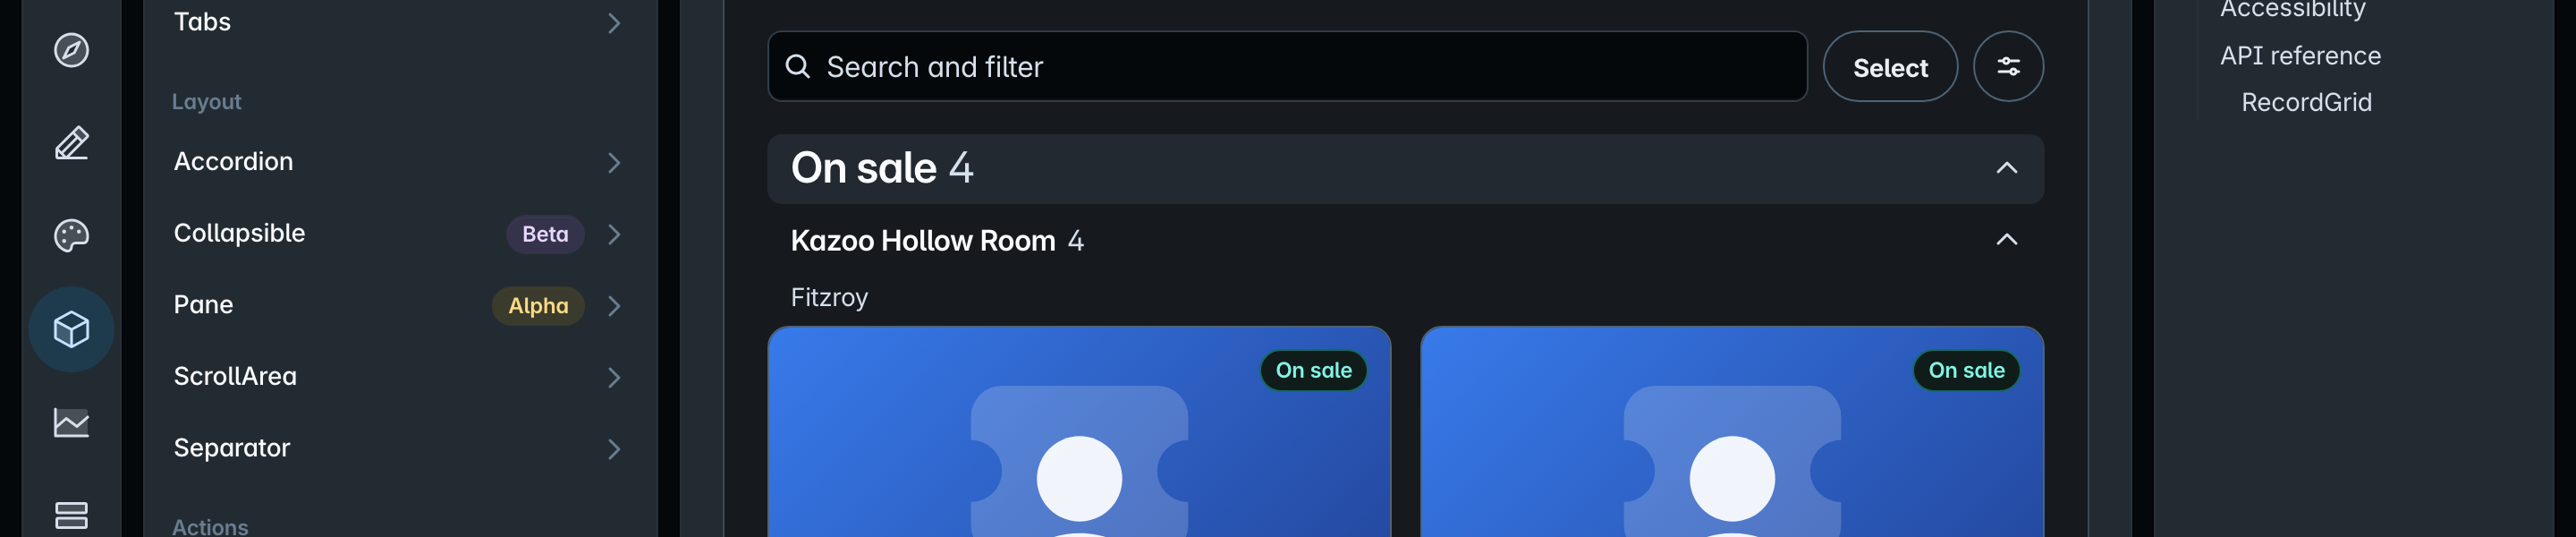 Tabs
Layout
Accordion
Collapsible Beta
Pane Alpha
ScrollArea
Separator
Actions
Search and filter
Select
On sale 4
Kazoo Hollow Room 4
Fitzroy
On sale
On sale
Accessibility
API reference
RecordGrid